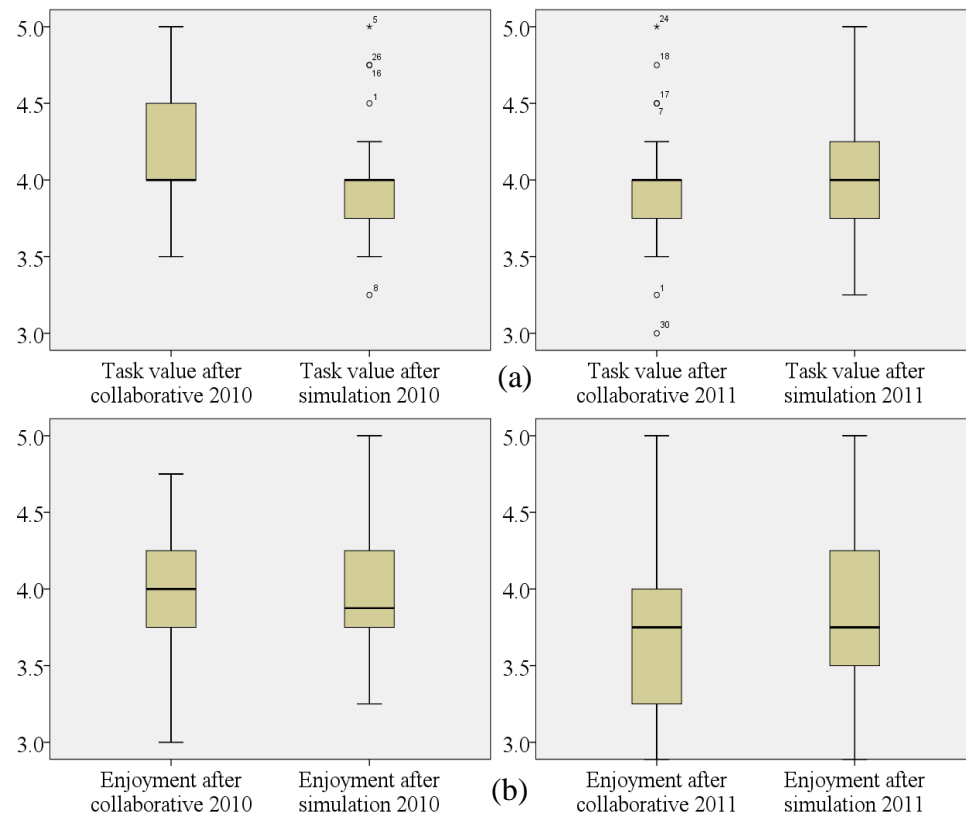 5.0
4.5
4.0
3.5
3.0
5
26
16
1
8
Task value after
collaborative 2010
Task value after
simulation 2010
(a)
5.0
4.5
4.0
3.5
3.0
24
18
17
7
1
30
Task value after
collaborative 2011
Task value after
simulation 2011
5.0
4.5
4.0
3.5
3.0
Enjoyment after
collaborative 2010
Enjoyment after
simulation 2010
(b)
5.0
4.5
4.0
3.5
3.0
Enjoyment after
collaborative 2011
Enjoyment after
simulation 2011